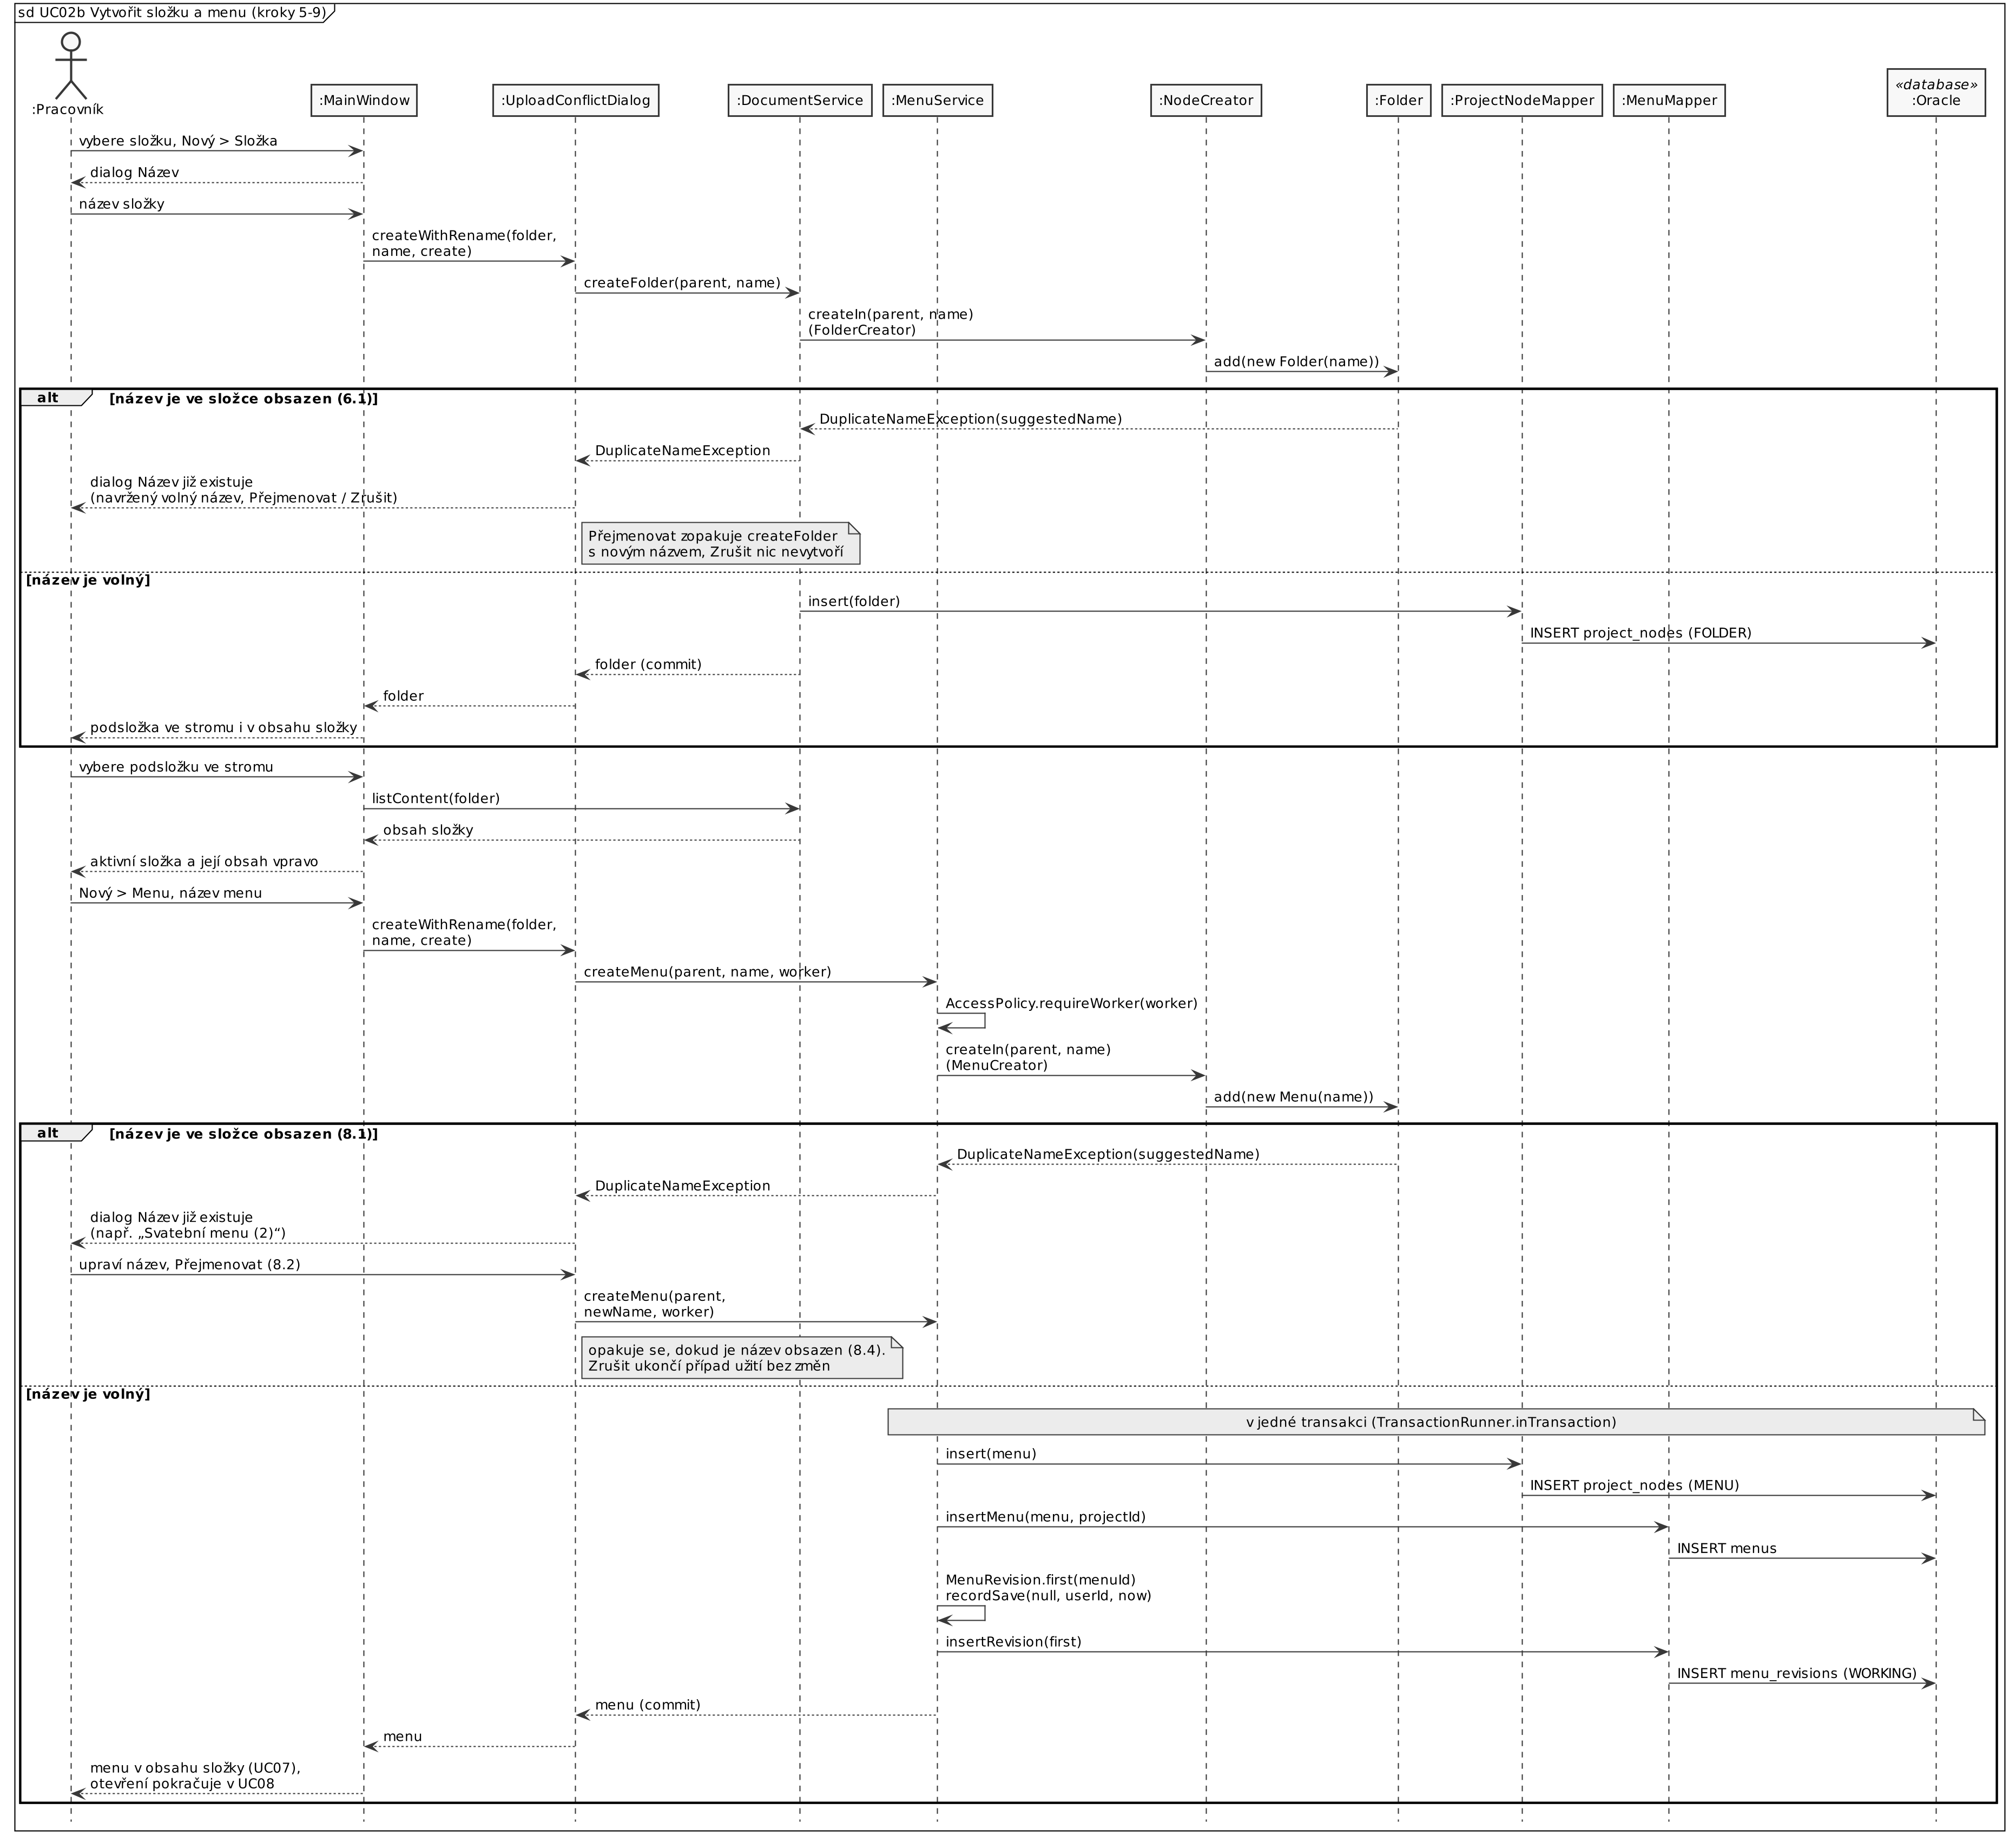 sd UC02b Vytvořit složku a menu (kroky 5-9)
:Pracovník
:MainWindow
:UploadConflictDialog
:DocumentService
:MenuService
:NodeCreator
:Folder
:ProjectNodeMapper
:MenuMapper
«database»
:Oracle
vybere složku, Nový > Složka
dialog Název
název složky
createWithRename(folder,
name, create)
createFolder(parent, name)
createIn(parent, name)
(FolderCreator)
add(new Folder(name))
alt
[název je ve složce obsazen (6.1)]
DuplicateNameException(suggestedName)
DuplicateNameException
dialog Název již existuje
(navržený volný název, Přejmenovat / Zrušit)
Přejmenovat zopakuje createFolder
s novým názvem, Zrušit nic nevytvoří
[název je volný]
insert(folder)
INSERT project_nodes (FOLDER)
folder (commit)
folder
podsložka ve stromu i v obsahu složky
vybere podsložku ve stromu
listContent(folder)
obsah složky
aktivní složka a její obsah vpravo
Nový > Menu, název menu
createWithRename(folder,
name, create)
createMenu(parent, name, worker)
AccessPolicy.requireWorker(worker)
createIn(parent, name)
(MenuCreator)
add(new Menu(name))
alt
[název je ve složce obsazen (8.1)]
DuplicateNameException(suggestedName)
DuplicateNameException
dialog Název již existuje
(např. „Svatební menu (2)“)
upraví název, Přejmenovat (8.2)
createMenu(parent,
newName, worker)
opakuje se, dokud je název obsazen (8.4).
Zrušit ukončí případ užití bez změn
[název je volný]
v jedné transakci (TransactionRunner.inTransaction)
insert(menu)
INSERT project_nodes (MENU)
insertMenu(menu, projectId)
INSERT menus
MenuRevision.first(menuId)
recordSave(null, userId, now)
insertRevision(first)
INSERT menu_revisions (WORKING)
menu (commit)
menu
menu v obsahu složky (UC07),
otevření pokračuje v UC08